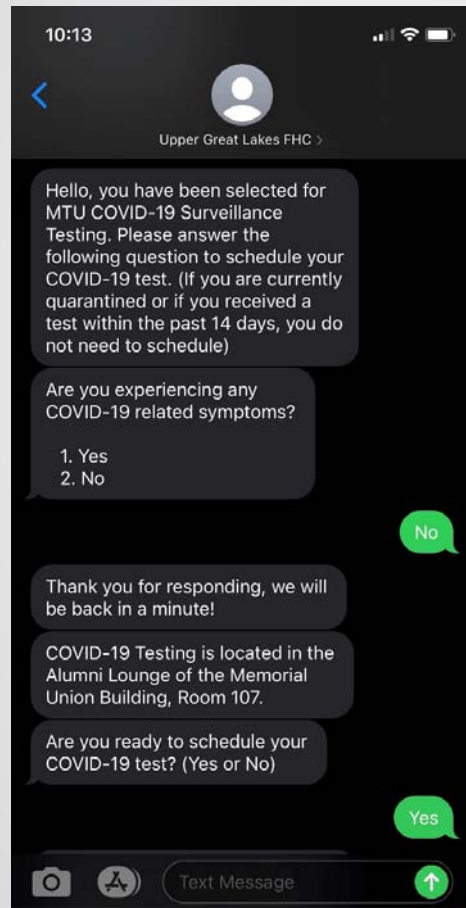 10:13
Upper Great Lakes FHC >
Hello, you have been selected for
MTU COVID-19 Surveillance
Testing. Please answer the
following question to schedule your
COVID-19 test. (If you are currently
quarantined or if you received a
test within the past 14 days, you do
not need to schedule)
Are you experiencing any
COVID-19 related symptoms?
1. Yes
2. No
No
Thank you for responding, we will
be back in a minute!
COVID-19 Testing is located in the
Alumni Lounge of the Memorial
Union Building, Room 107.
Are you ready to schedule your
COVID-19 test? (Yes or No)
Yes
Text Message